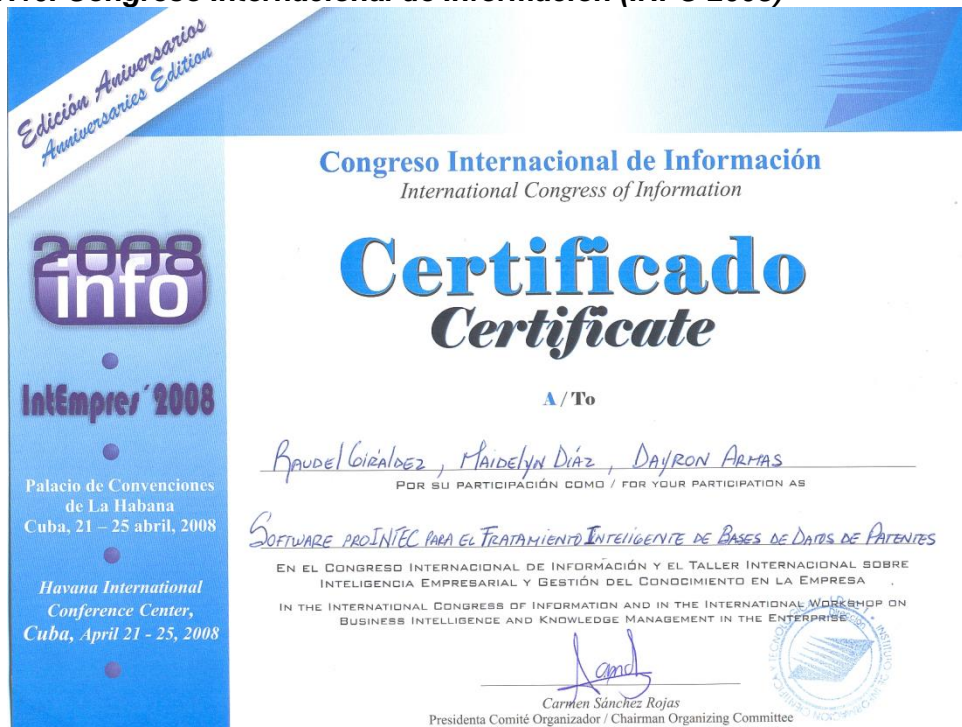 Congreso Internacional de Información (INFO 2008)
Edición Aniversarios
Anniversaries Edition
Congreso Internacional de Información
International Congress of Information
2008
info
Certificado
Certificate
IntEmpres´2008
A / To
Raudel Giráldez, Maidelyn Díaz, Dayron Armas
POR SU PARTICIPACIÓN COMO / FOR YOUR PARTICIPATION AS
Palacio de Convenciones
de La Habana
Cuba, 21 – 25 abril, 2008
Software proINTEC para el Tratamiento Inteligente de Bases de Datos de Patentes
EN EL CONGRESO INTERNACIONAL DE INFORMACIÓN Y EL TALLER INTERNACIONAL SOBRE
INTELIGENCIA EMPRESARIAL Y GESTIÓN DEL CONOCIMIENTO EN LA EMPRESA
Havana International
Conference Center,
Cuba, April 21 - 25, 2008
IN THE INTERNATIONAL CONGRESS OF INFORMATION AND IN THE INTERNATIONAL WORKSHOP ON
BUSINESS INTELLIGENCE AND KNOWLEDGE MANAGEMENT IN THE ENTERPRISE
Carmen Sánchez Rojas
Presidenta Comité Organizador / Chairman Organizing Committee